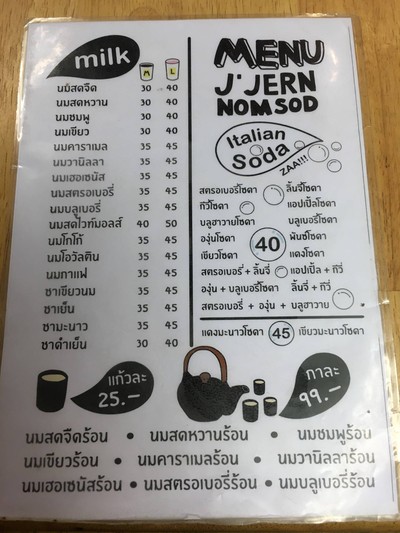 milk
M L
นมสดจืด 30 40
นมสดหวาน 30 40
นมชมพู 30 40
นมเขียว 30 40
นมคาราเมล 35 45
นมวานิลลา 35 45
นมเฮอเซนัส 35 45
นมสตรอเบอรี่ 35 45
นมบลูเบอรี่ 35 45
นมสดไวท์มอลล์ 40 50
นมโกโก้ 35 45
นมโอวัลติน 35 45
นมกาแฟ 35 45
ชาเขียวนม 35 45
ชาเย็น 35 45
ชามะนาว 35 45
ชาดำเย็น 30 40
MENU
J'JERN
NOMSOD
Italian
Soda
ZAA!!!
สตรอเบอรี่โซดา ลิ้นจี่โซดา
กีวี่โซดา แอปเปิ้ลโซดา
บลูฮาวายโซดา บลูเบอรี่โซดา
องุ่นโซดา 40 พันช์โซดา
เขียวโซดา แดงโซดา
สตรอเบอรี่ + ลิ้นจี่ แอปเปิ้ล + กีวี่
องุ่น + บลูเบอรี่โซดา ลิ้นจี่ + กีวี่
สตรอเบอรี่ + องุ่น + บลูฮาวาย
แดงมะนาวโซดา 45 เขียวมะนาวโซดา
แก้วละ
25.-
กาละ
99.-
นมสดจืดร้อน • นมสดหวานร้อน • นมชมพูร้อน
นมเขียวร้อน • นมคาราเมลร้อน • นมวานิลลาร้อน
นมเฮอเซนัสร้อน • นมสตรอเบอรี่ร้อน • นมบลูเบอรี่ร้อน